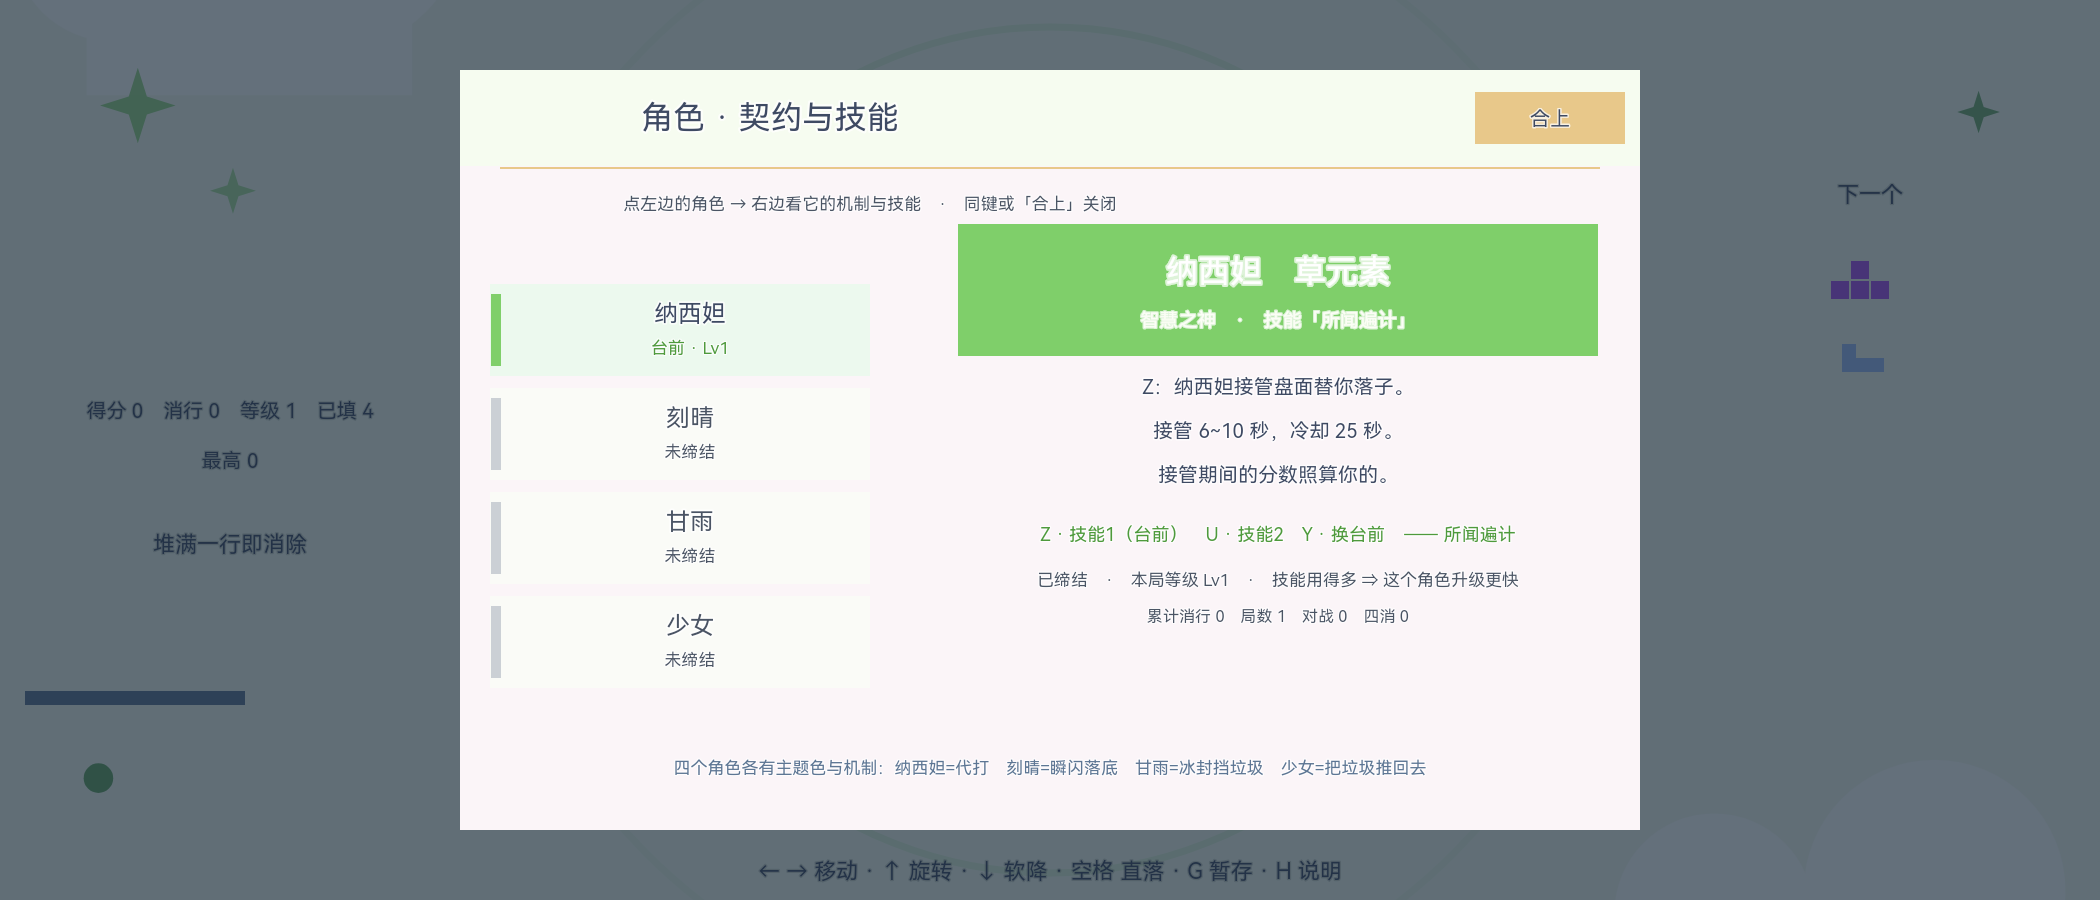 角色 · 契约与技能
合上
点左边的角色 → 右边看它的机制与技能 · 同键或「合上」关闭
纳西妲
台前 · Lv1
刻晴
未缔结
甘雨
未缔结
少女
未缔结
纳西妲 草元素
智慧之神 · 技能「所闻遍计」
Z：纳西妲接管盘面替你落子。
接管 6~10 秒，冷却 25 秒。
接管期间的分数照算你的。
Z · 技能1（台前） U · 技能2 Y · 换台前 —— 所闻遍计
已缔结 · 本局等级 Lv1 · 技能用得多 ⇒ 这个角色升级更快
累计消行 0 局数 1 对战 0 四消 0
四个角色各有主题色与机制：纳西妲=代打 刻晴=瞬闪落底 甘雨=冰封挡垃圾 少女=把垃圾推回去
得分 0 消行 0 等级 1 已填 4
最高 0
堆满一行即消除
下一个
← → 移动 · ↑ 旋转 · ↓ 软降 · 空格 直落 · G 暂存 · H 说明